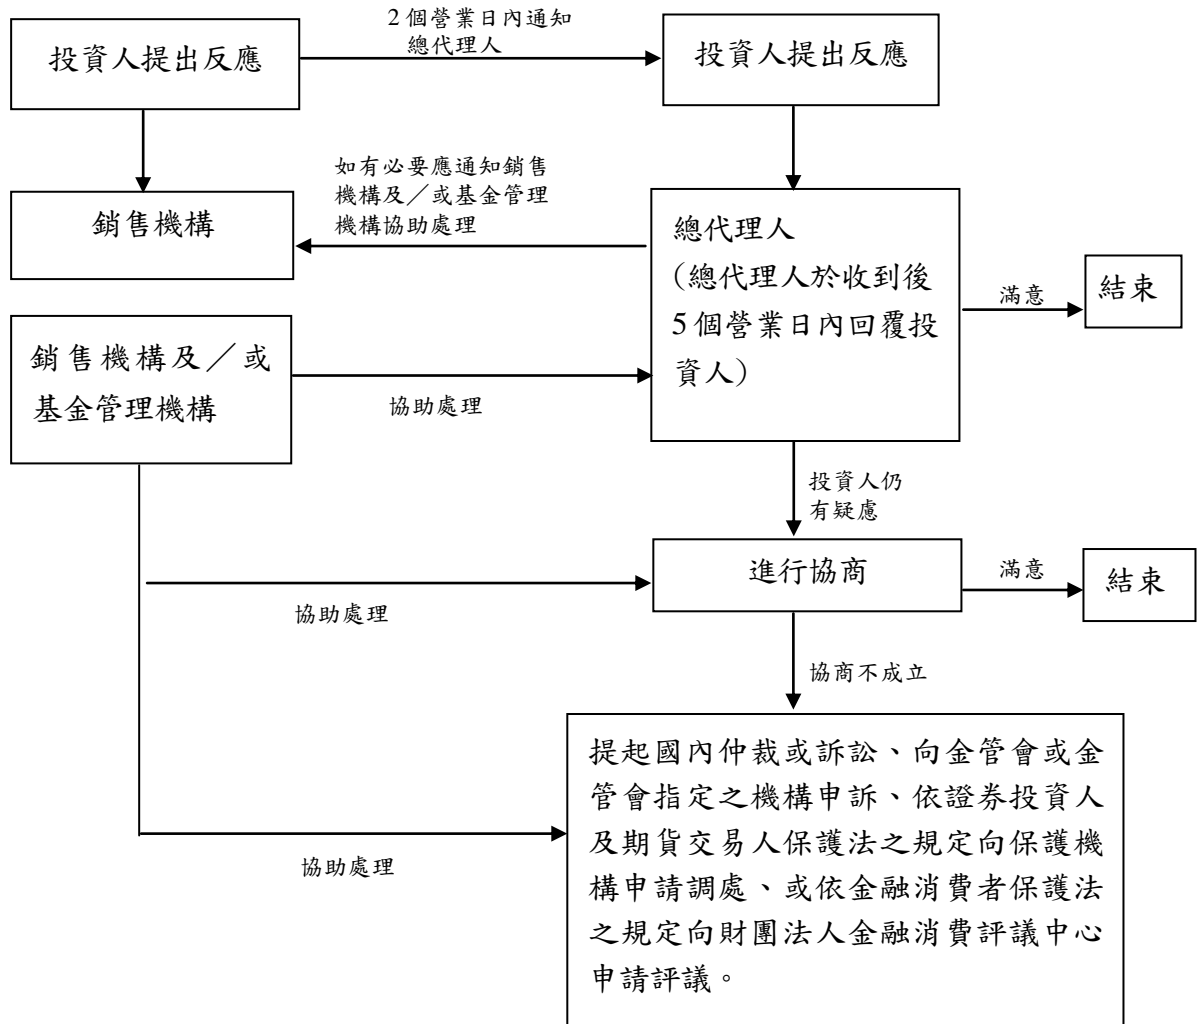 2 個營業日內通知
總代理人
投資人提出反應
投資人提出反應
如有必要應通知銷售
機構及／或基金管理
機構協助處理
銷售機構
總代理人
（總代理人於收到後
5 個營業日內回覆投
資人）
滿意
結束
銷售機構及／或
基金管理機構
協助處理
投資人仍
有疑慮
進行協商
滿意
結束
協助處理
協商不成立
提起國內仲裁或訴訟、向金管會或金
管會指定之機構申訴、依證券投資人
及期貨交易人保護法之規定向保護機
構申請調處、或依金融消費者保護法
之規定向財團法人金融消費評議中心
申請評議。
協助處理